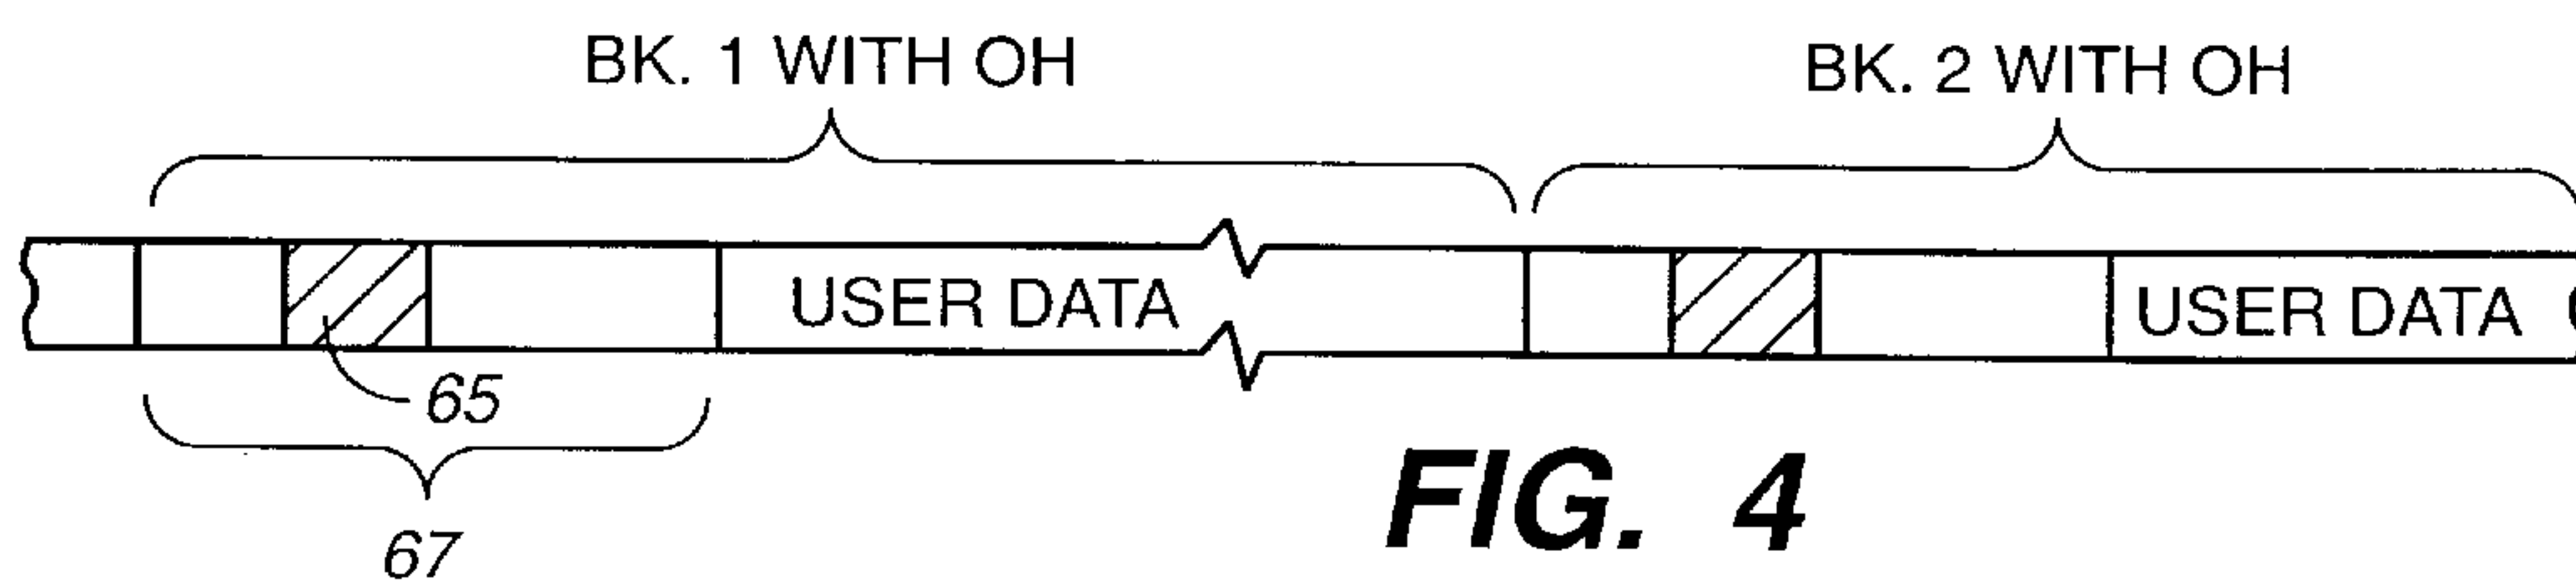 BK. 1 WITH OH
BK. 2 WITH OH
USER DATA
USER DATA
65
67
FIG. 4